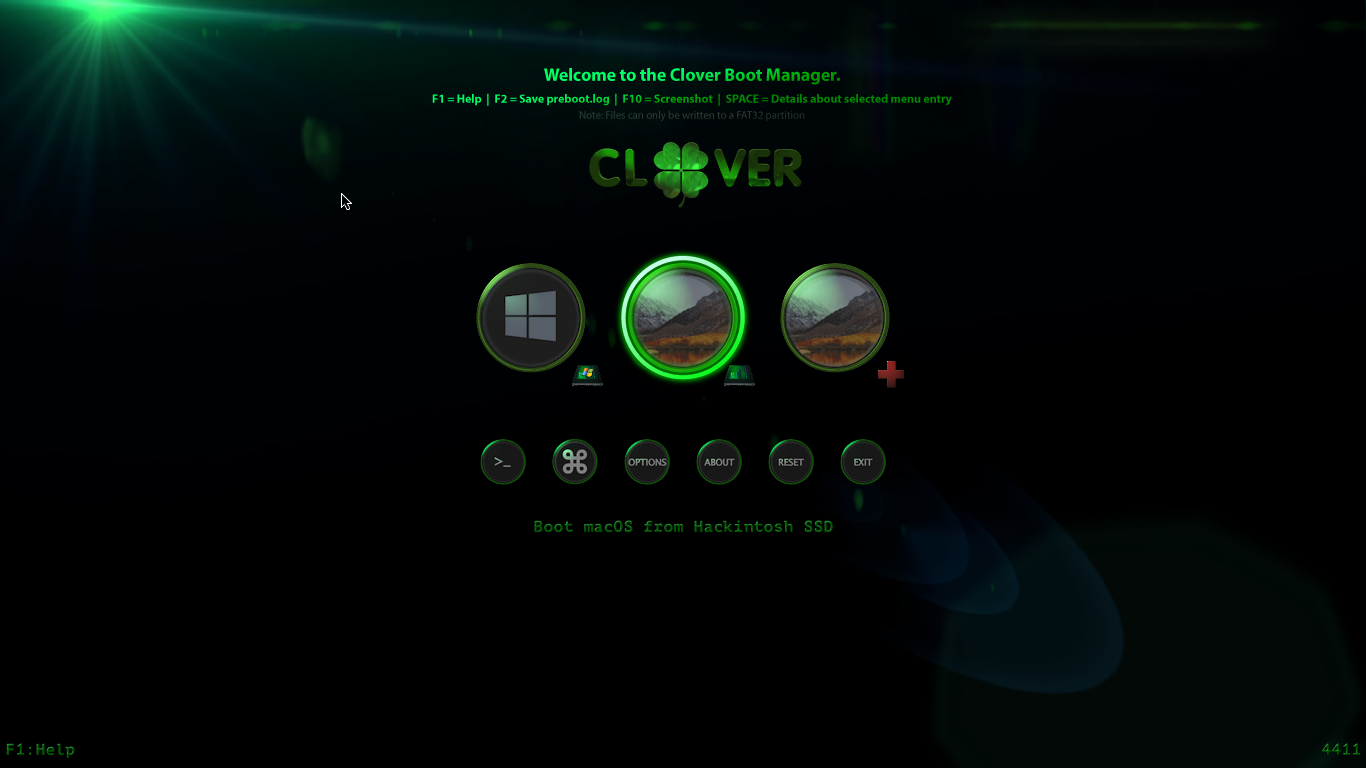 Welcome to the Clover Boot Manager.
F1 = Help | F2 = Save preboot.log | F10 = Screenshot | SPACE = Details about selected menu entry
Note: Files can only be written to a FAT32 partition
CLOVER
>_
OPTIONS
ABOUT
RESET
EXIT
Boot macOS from Hackintosh SSD
F1:Help
4411